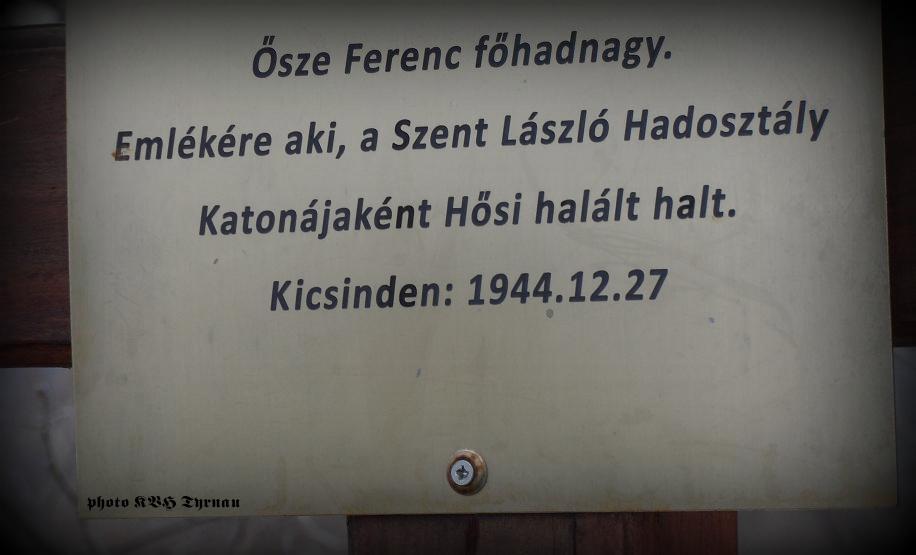 Ősze Ferenc főhadnagy.
Emlékére aki, a Szent László Hadosztály
Katonájaként Hősi halált halt.
Kicsinden: 1944.12.27
photo KVH Tyrnau